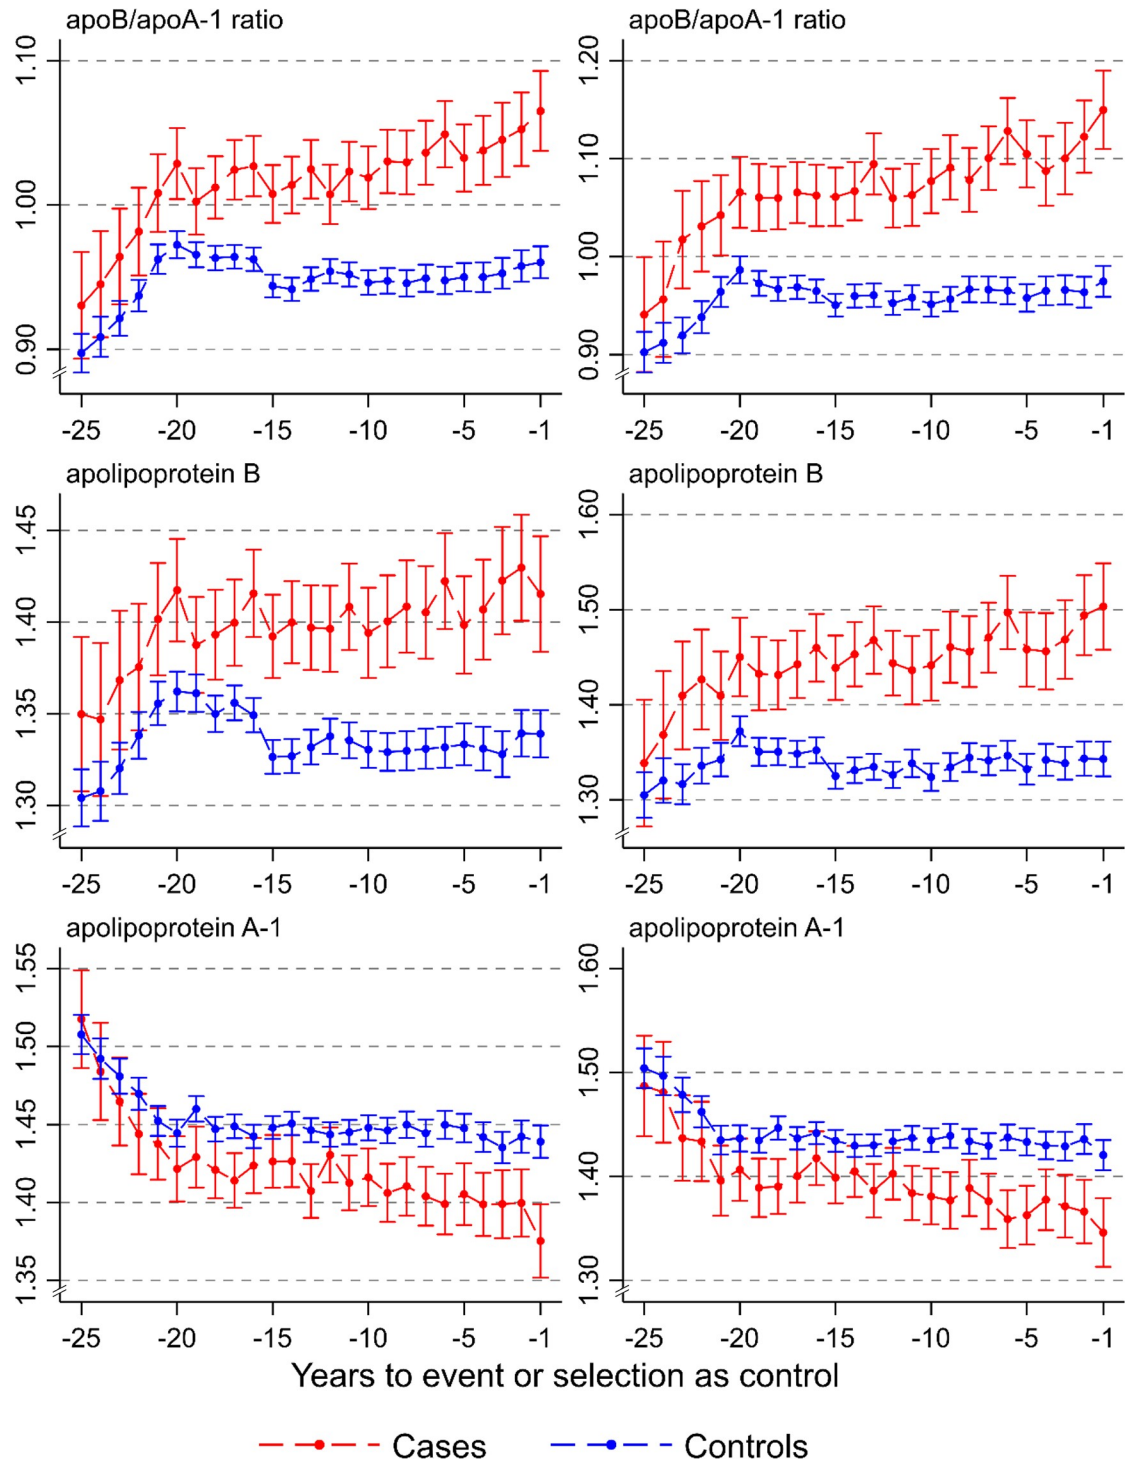 apoB/apoA-1 ratio
1.10
1.00
0.90
-25 -20 -15 -10 -5 -1
apoB/apoA-1 ratio
1.20
1.10
1.00
0.90
-25 -20 -15 -10 -5 -1
apolipoprotein B
1.45
1.40
1.35
1.30
-25 -20 -15 -10 -5 -1
apolipoprotein B
1.60
1.50
1.40
1.30
-25 -20 -15 -10 -5 -1
apolipoprotein A-1
1.55
1.50
1.45
1.40
1.35
-25 -20 -15 -10 -5 -1
apolipoprotein A-1
1.60
1.50
1.40
1.30
-25 -20 -15 -10 -5 -1
Years to event or selection as control
Cases Controls